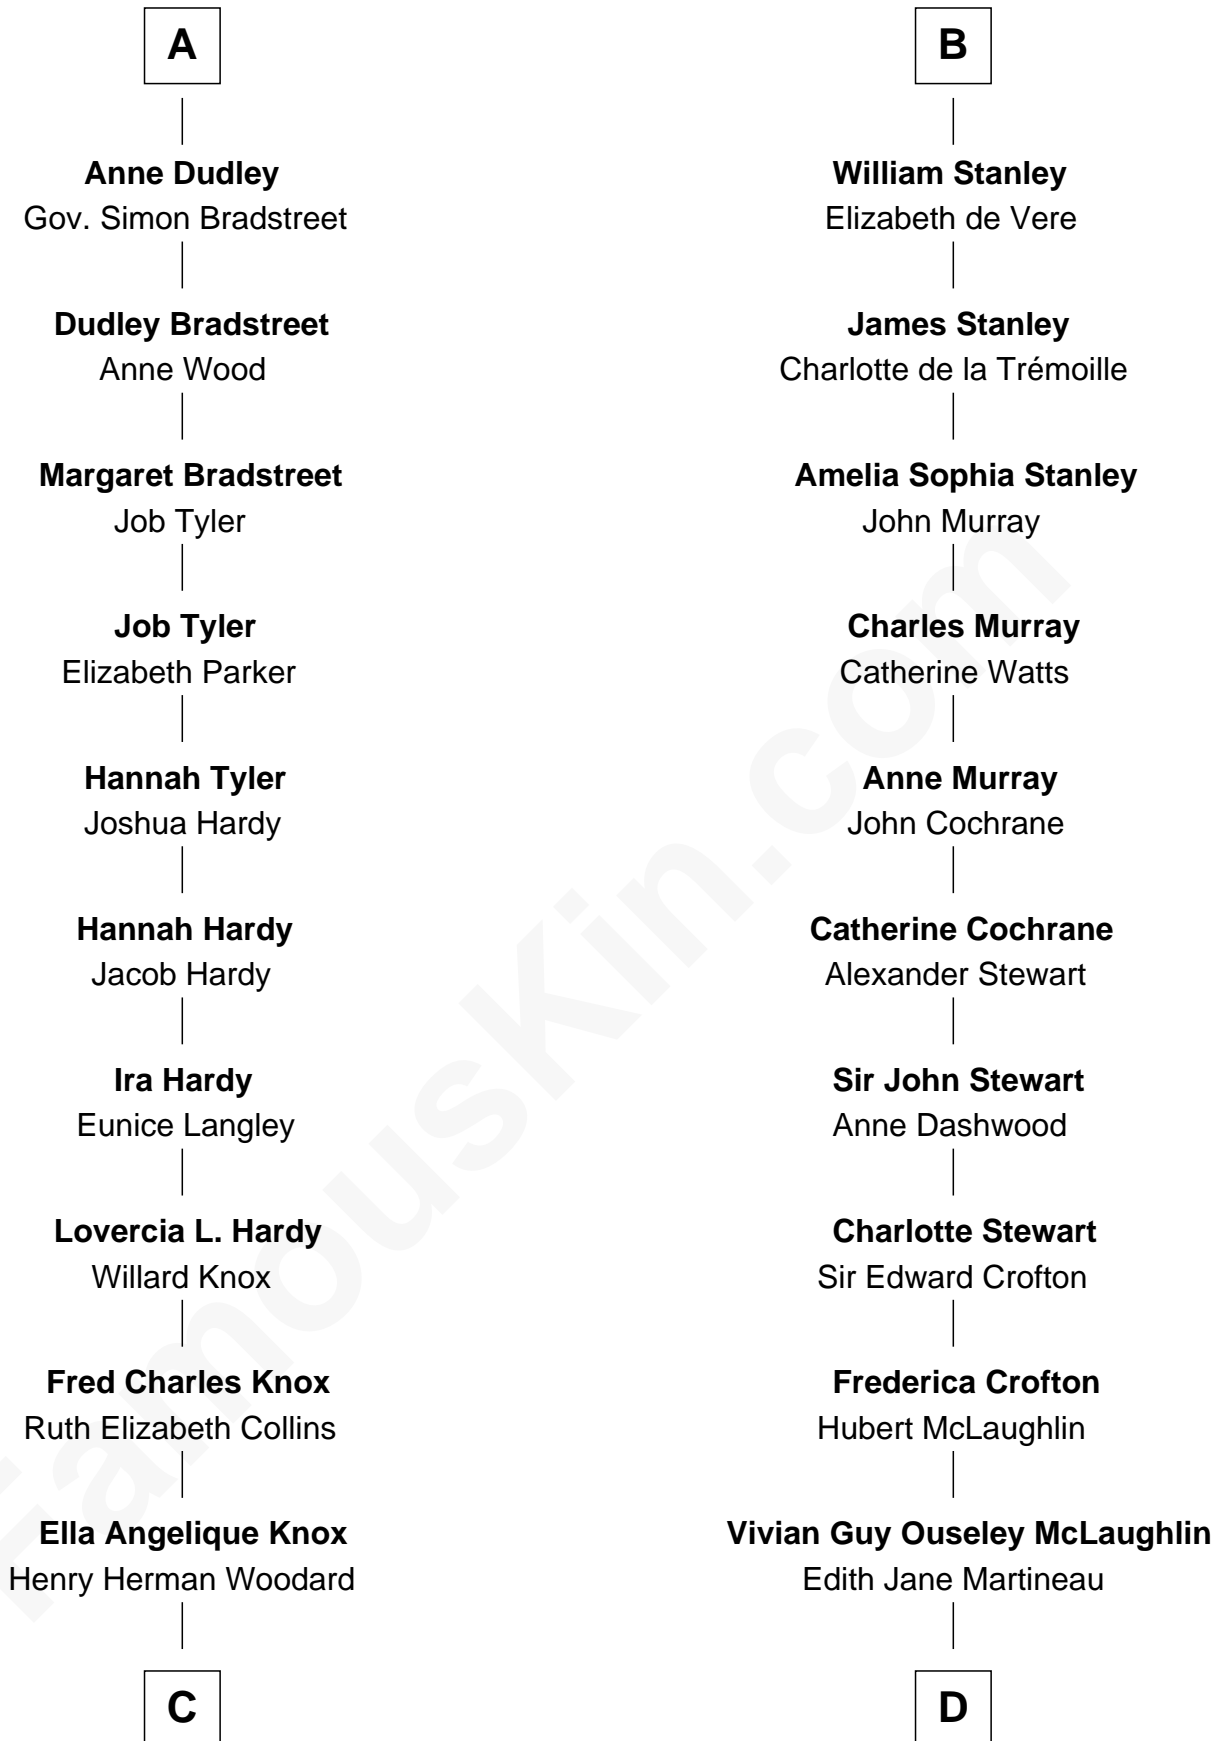 A
Anne Dudley
Gov. Simon Bradstreet
Dudley Bradstreet
Anne Wood
Margaret Bradstreet
Job Tyler
Job Tyler
Elizabeth Parker
Hannah Tyler
Joshua Hardy
Hannah Hardy
Jacob Hardy
Ira Hardy
Eunice Langley
Lovercia L. Hardy
Willard Knox
Fred Charles Knox
Ruth Elizabeth Collins
Ella Angelique Knox
Henry Herman Woodard
C
B
William Stanley
Elizabeth de Vere
James Stanley
Charlotte de la Trémoille
Amelia Sophia Stanley
John Murray
Charles Murray
Catherine Watts
Anne Murray
John Cochrane
Catherine Cochrane
Alexander Stewart
Sir John Stewart
Anne Dashwood
Charlotte Stewart
Sir Edward Crofton
Frederica Crofton
Hubert McLaughlin
Vivian Guy Ouseley McLaughlin
Edith Jane Martineau
D
FamousKin.com